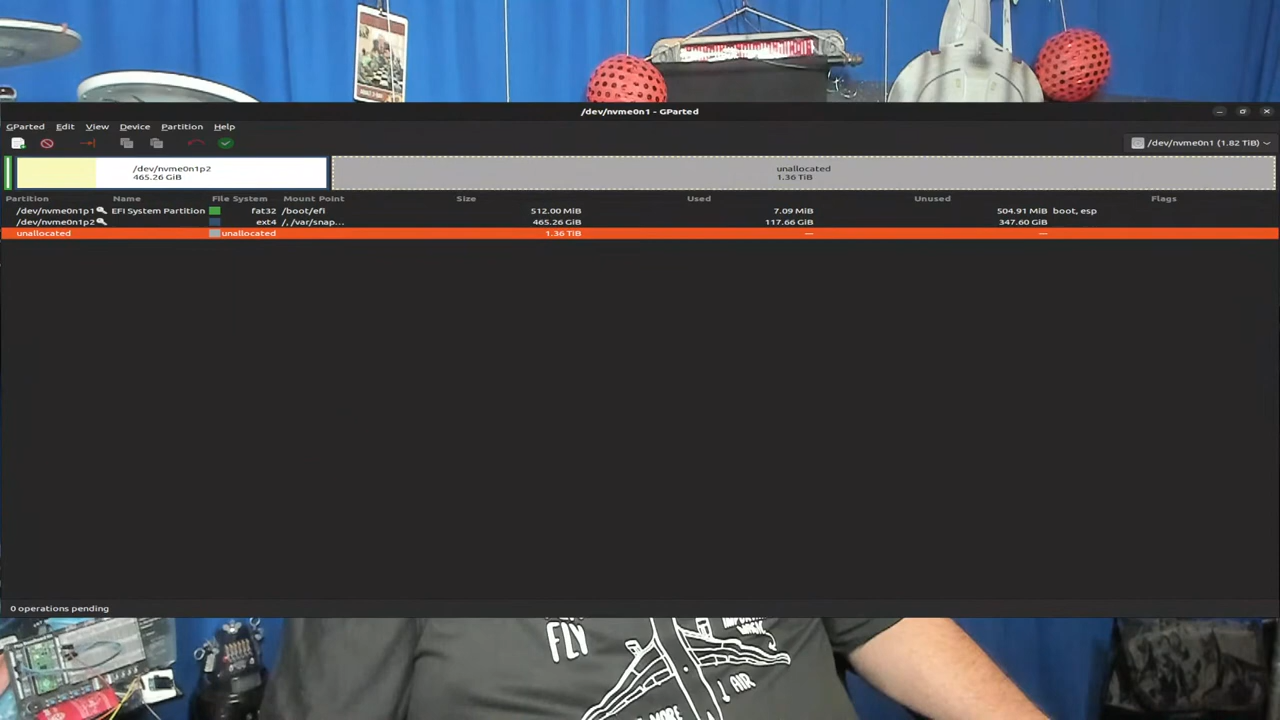 /dev/nvme0n1 - GParted
GParted Edit View Device Partition Help
/dev/nvme0n1 (1.82 TiB)
/dev/nvme0n1p2
465.26 GiB
unallocated
1.36 TiB
Partition Name File System Mount Point Size Used Unused Flags
/dev/nvme0n1p1 EFI System Partition fat32 /boot/efi 512.00 MiB 7.09 MiB 504.91 MiB boot, esp
/dev/nvme0n1p2 ext4 /, /var/snap... 465.26 GiB 117.66 GiB 347.60 GiB
unallocated unallocated 1.36 TiB — —
0 operations pending
FLY
AIR
MORE